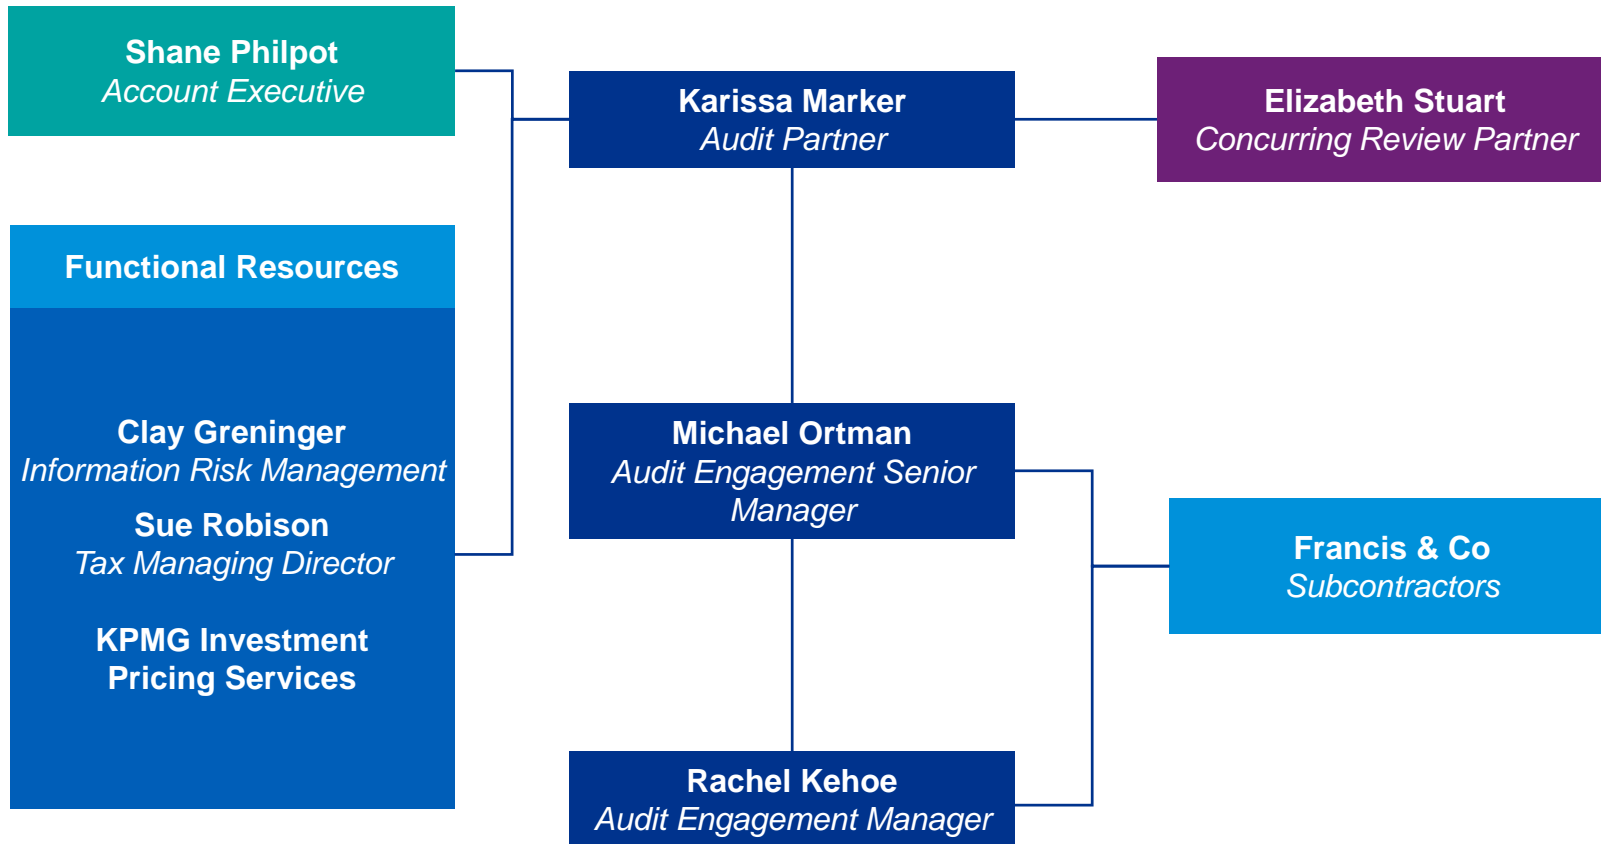 Shane Philpot
Account Executive
Karissa Marker
Audit Partner
Elizabeth Stuart
Concurring Review Partner
Functional Resources
Clay Greninger
Information Risk Management
Sue Robison
Tax Managing Director
KPMG Investment
Pricing Services
Michael Ortman
Audit Engagement Senior
Manager
Francis & Co
Subcontractors
Rachel Kehoe
Audit Engagement Manager